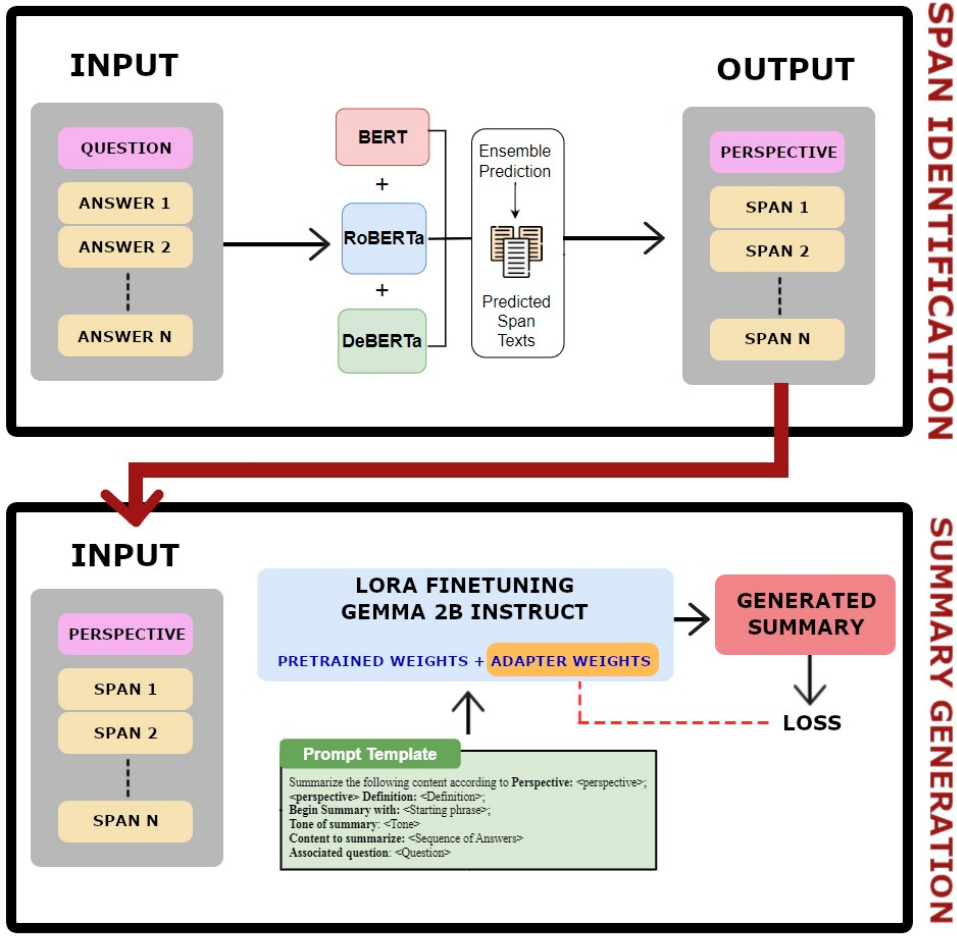 SPAN IDENTIFICATION
INPUT
QUESTION
ANSWER 1
ANSWER 2
ANSWER N
BERT
+
RoBERTa
+
DeBERTa
Ensemble
Prediction
Predicted
Span
Texts
OUTPUT
PERSPECTIVE
SPAN 1
SPAN 2
SPAN N
SUMMARY GENERATION
INPUT
PERSPECTIVE
SPAN 1
SPAN 2
SPAN N
LORA FINETUNING
GEMMA 2B INSTRUCT
PRETRAINED WEIGHTS + ADAPTER WEIGHTS
GENERATED
SUMMARY
LOSS
Prompt Template
Summarize the following content according to Perspective: <perspective>;
<perspective> Definition: <Definition>;
Begin Summary with: <Starting phrase>;
Tone of summary: <Tone>
Content to summarize: <Sequence of Answers>
Associated question: <Question>